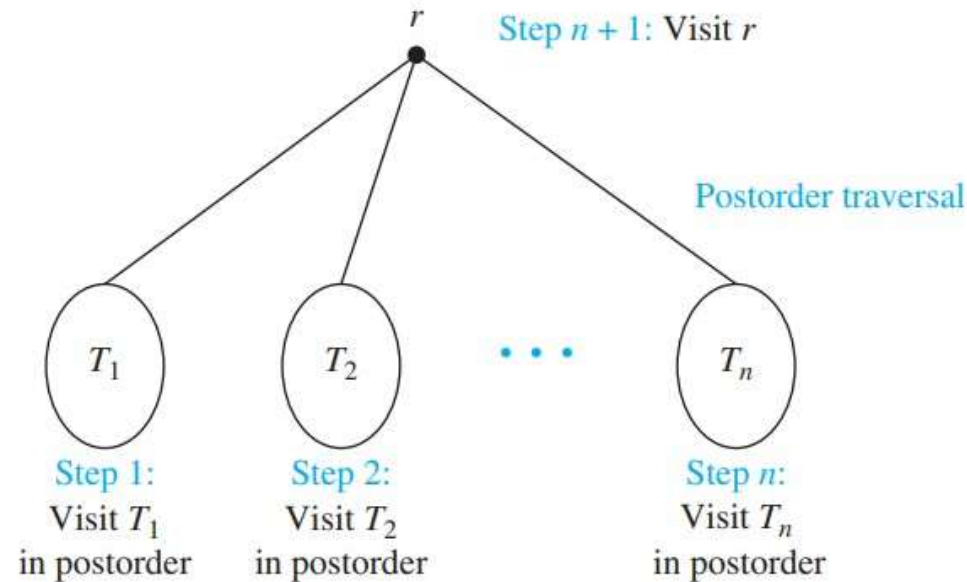 r
Step n + 1: Visit r
Postorder traversal
T₁
T₂
• • •
Tₙ
Step 1:
Visit T₁
in postorder
Step 2:
Visit T₂
in postorder
Step n:
Visit Tₙ
in postorder